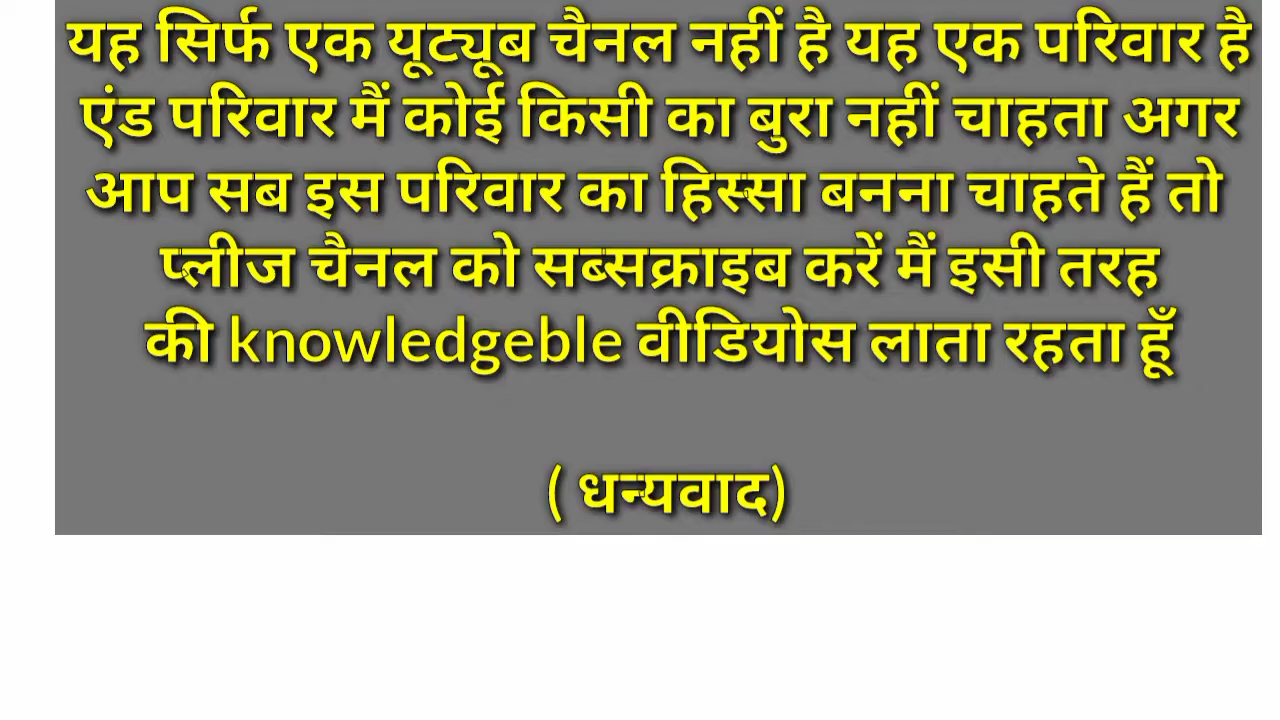 यह सिर्फ एक यूट्यूब चैनल नहीं है यह एक परिवार है
एंड परिवार मैं कोई किसी का बुरा नहीं चाहता अगर
आप सब इस परिवार का हिस्सा बनना चाहते हैं तो
प्लीज चैनल को सब्सक्राइब करें मैं इसी तरह
की knowledgeble वीडियोस लाता रहता हूँ
( धन्यवाद)